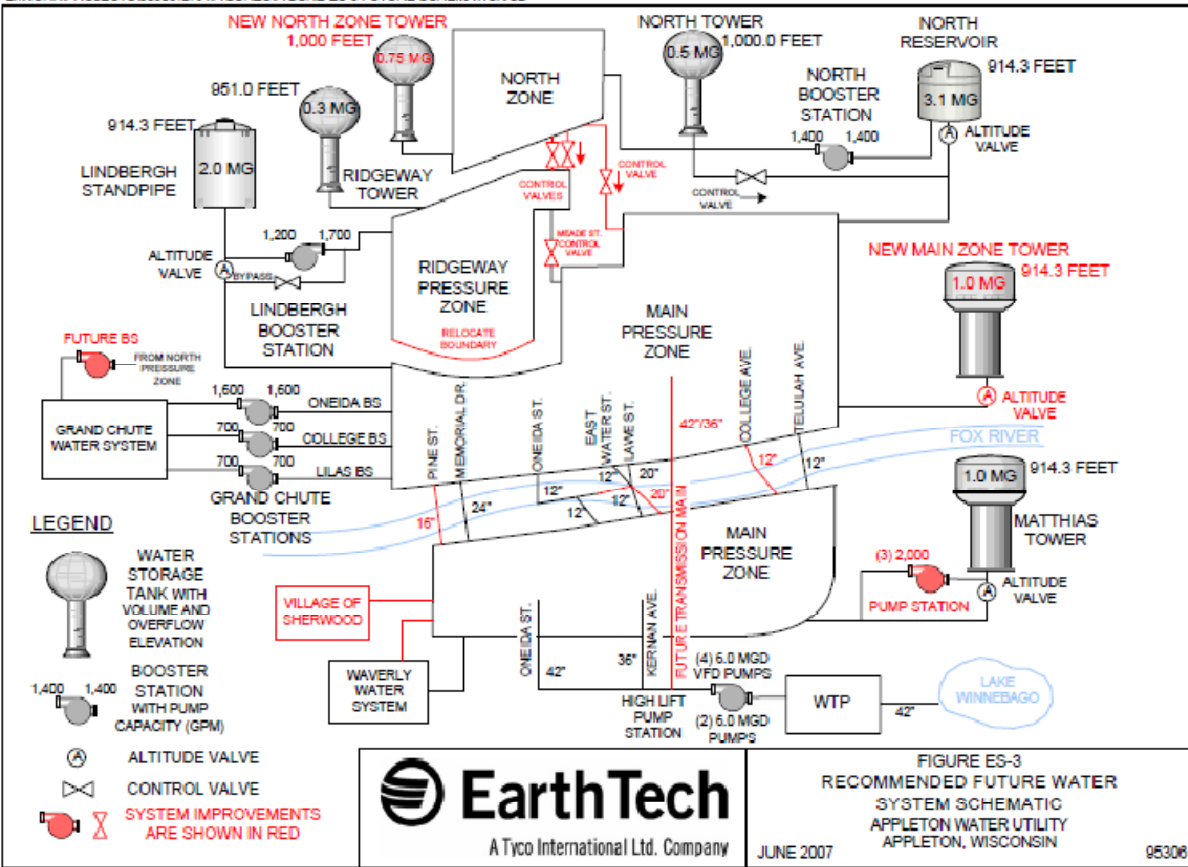 NEW NORTH ZONE TOWER
1,000 FEET
0.75 MG
951.0 FEET
0.3 MG
914.3 FEET
2.0 MG
LINDBERGH
STANDPIPE
RIDGEWAY
TOWER
NORTH
ZONE
NORTH TOWER
1,000.0 FEET
0.5 MG
NORTH
RESERVOIR
914.3 FEET
3.1 MG
NORTH
BOOSTER
STATION
1,400 1,400
ALTITUDE
VALVE
CONTROL
VALVE
CONTRIOL
VALVES
CONTROL
VALVE
MEADE ST.
CONTROL
VALVE
1,200 1,700
ALTITUDE
VALVE
BYPASS
LINDBERGH
BOOSTER
STATION
RIDGEWAY
PRESSURE
ZONE
RELOCATE
BOUNDARY
MAIN
PRESSURE
ZONE
NEW MAIN ZONE TOWER
914.3 FEET
1.0 MG
ALTITUDE
VALVE
FUTURE BS
FROM NORTH
PRESSURE
ZONE
GRAND CHUTE
WATER SYSTEM
1,600 1,600
ONEIDA BS
700 700
COLLEGE BS
700 700
LILAS BS
GRAND CHUTE
BOOSTER
STATIONS
PINE ST.
MEMORIAL DR.
ONEIDA ST.
EAST
WATER ST.
LAWE ST.
42"/36"
COLLEGE AVE.
TELULAH AVE.
FOX RIVER
16"
24"
12"
12"
12"
12"
20"
20"
12"
12"
MAIN
PRESSURE
ZONE
914.3 FEET
1.0 MG
MATTHIAS
TOWER
(3) 2,000
PUMP STATION
ALTITUDE
VALVE
VILLAGE OF
SHERWOOD
WAVERLY
WATER
SYSTEM
ONEIDA ST.
42"
36"
KERNAN AVE.
FUTURE TRANSMISSION MAIN
(4) 6.0 MGD
VFD PUMPS
HIGH LIFT
PUMP
STATION
(2) 6.0 MGD
PUMPS
WTP
42"
LAKE
WINNEBAGO
LEGEND
WATER
STORAGE
TANK WITH
VOLUME AND
OVERFLOW
ELEVATION
1,400 1,400
BOOSTER
STATION
WITH PUMP
CAPACITY (GPM)
A ALTITUDE VALVE
CONTROL VALVE
SYSTEM IMPROVEMENTS
ARE SHOWN IN RED
EarthTech
A Tyco International Ltd. Company
FIGURE ES-3
RECOMMENDED FUTURE WATER
SYSTEM SCHEMATIC
APPLETON WATER UTILITY
APPLETON, WISCONSIN
JUNE 2007
95306